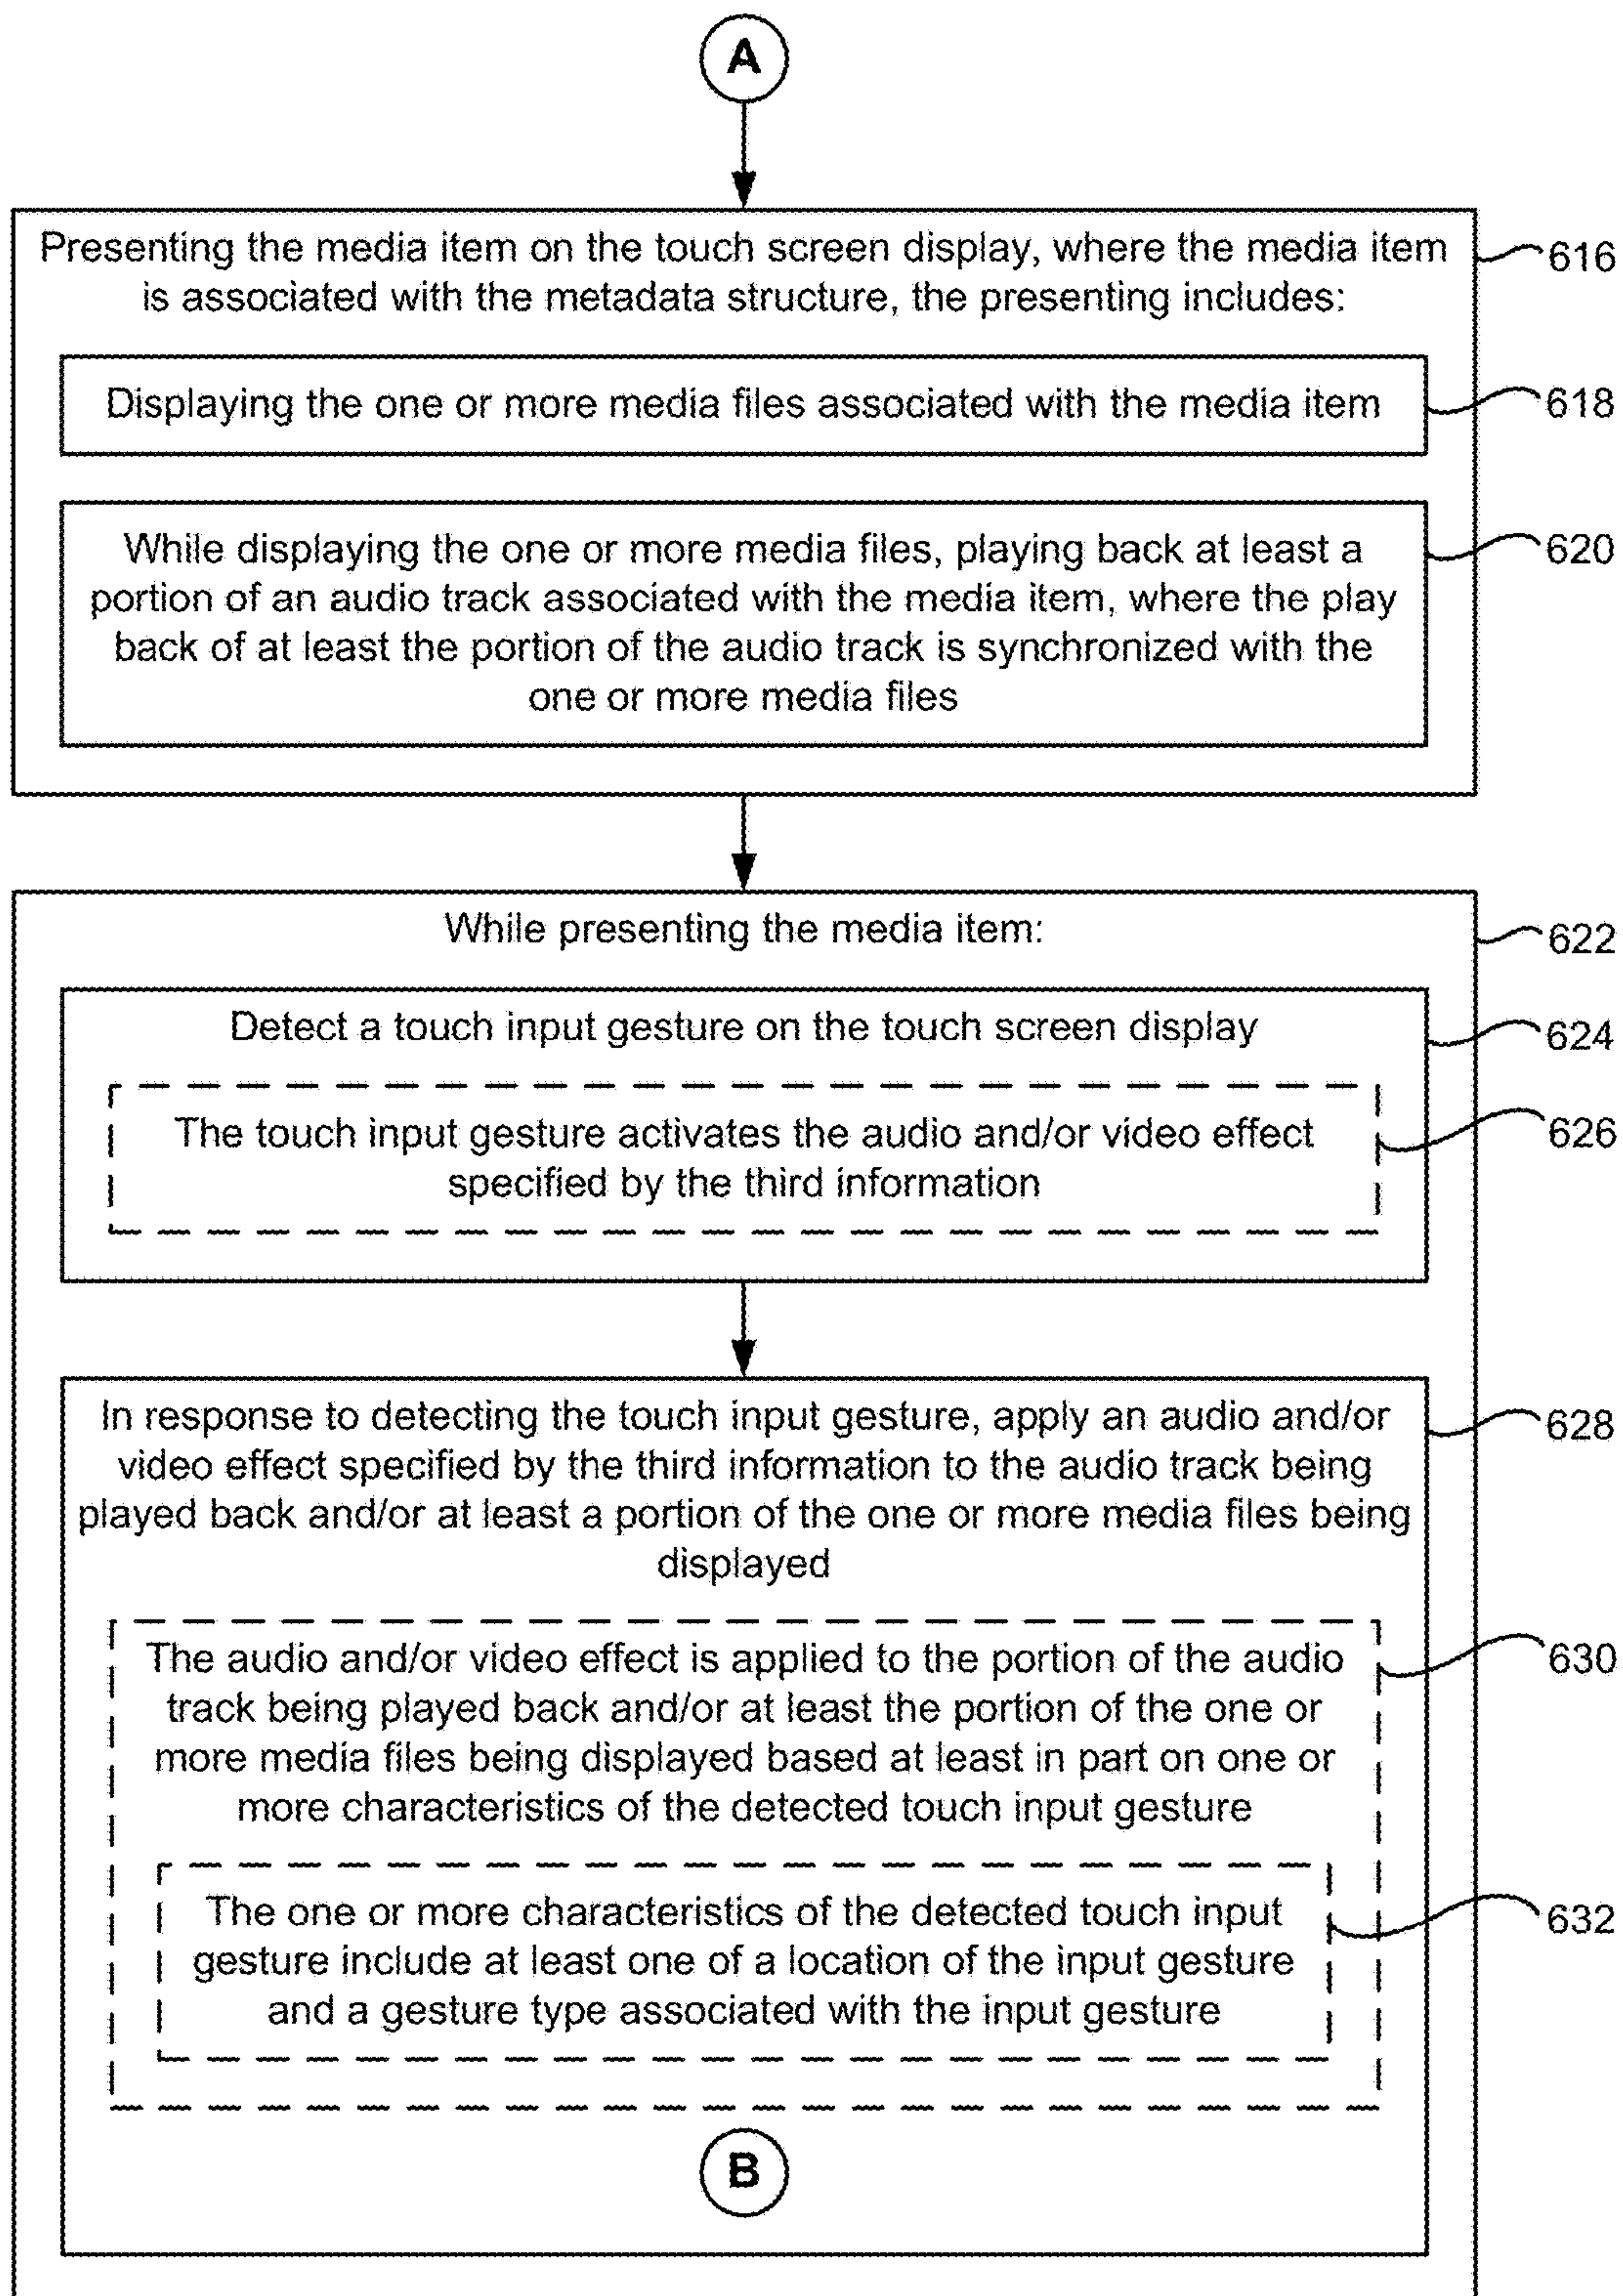 A
Presenting the media item on the touch screen display, where the media item
is associated with the metadata structure, the presenting includes:
616
Displaying the one or more media files associated with the media item
618
While displaying the one or more media files, playing back at least a
portion of an audio track associated with the media item, where the play
back of at least the portion of the audio track is synchronized with the
one or more media files
620
While presenting the media item:
622
Detect a touch input gesture on the touch screen display
624
The touch input gesture activates the audio and/or video effect
specified by the third information
626
In response to detecting the touch input gesture, apply an audio and/or
video effect specified by the third information to the audio track being
played back and/or at least a portion of the one or more media files being
displayed
628
The audio and/or video effect is applied to the portion of the audio
track being played back and/or at least the portion of the one or
more media files being displayed based at least in part on one or
more characteristics of the detected touch input gesture
630
The one or more characteristics of the detected touch input
gesture include at least one of a location of the input gesture
and a gesture type associated with the input gesture
632
B